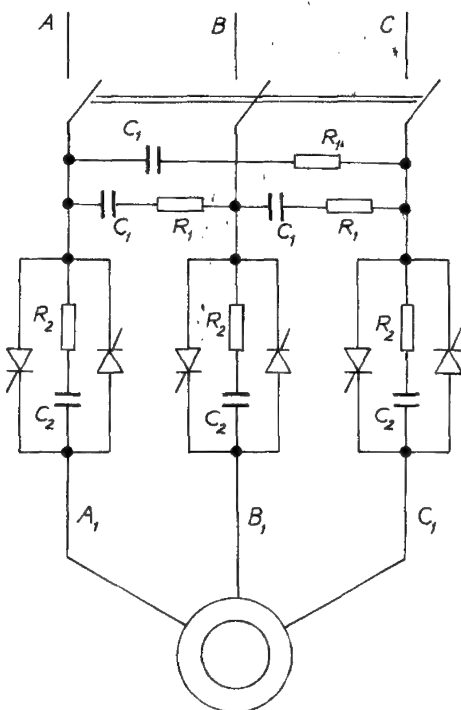 A B C
C₁ R₁
C₁ R₁ C₁ R₁
R₂ R₂ R₂
C₂ C₂ C₂
A₁ B₁ C₁